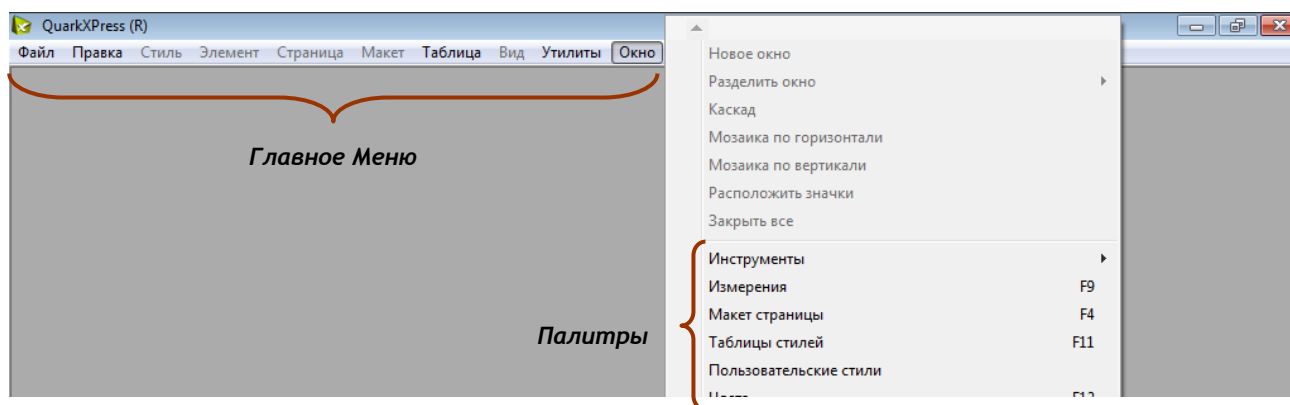 QuarkXPress (R)
Файл Правка Стиль Элемент Страница Макет Таблица Вид Утилиты Окно
Главное Меню
Новое окно
Разделить окно
Каскад
Мозаика по горизонтали
Мозаика по вертикали
Расположить значки
Закрыть все
Палитры
Инструменты
Измерения F9
Макет страницы F4
Таблицы стилей F11
Пользовательские стили